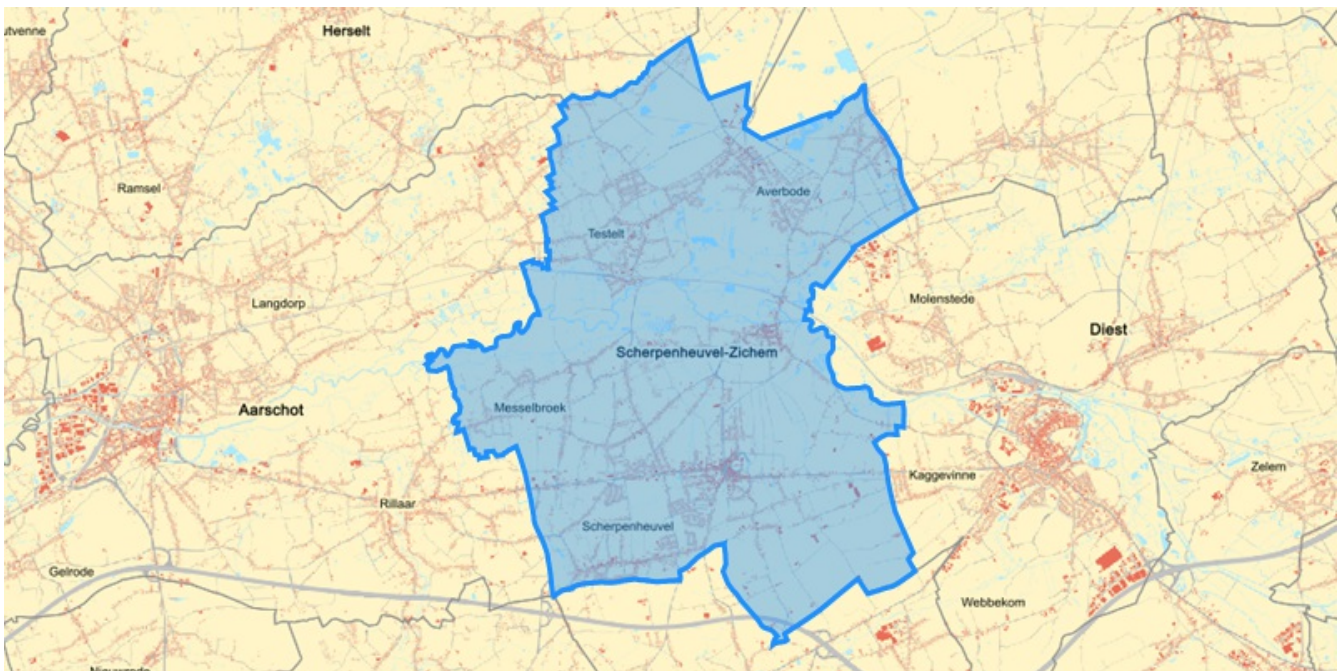 Herselt
Ramsel
Averbode
Testelt
Langdorp
Molenstede
Diest
Scherpenheuvel-Zichem
Aarschot
Messelbroek
Zelem
Kaggevinne
Rillaar
Scherpenheuvel
Gelrode
Webbekom